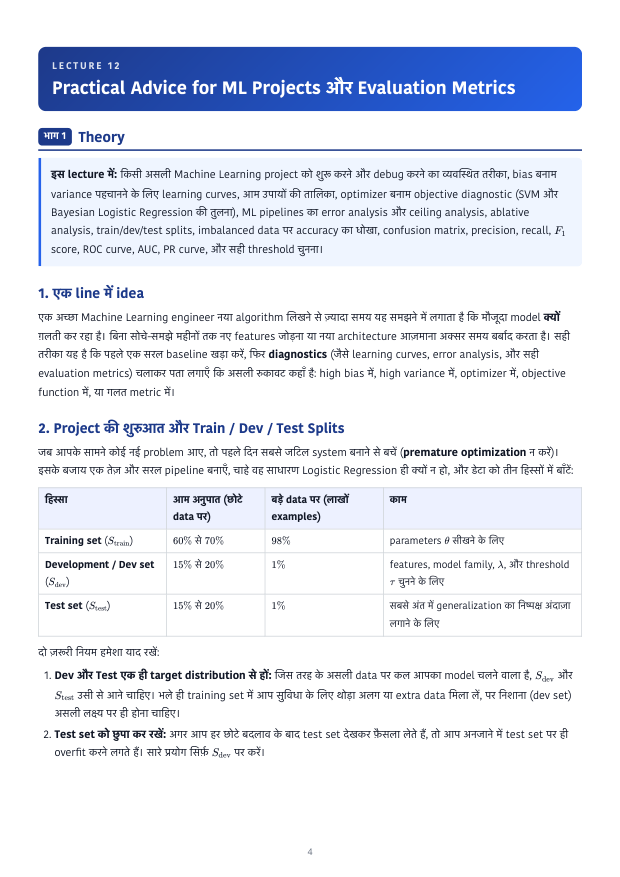 LECTURE 12
Practical Advice for ML Projects और Evaluation Metrics
भाग 1 Theory
इस lecture में: किसी असली Machine Learning project को शुरू करने और debug करने का व्यवस्थित तरीका, bias बनाम
variance पहचानने के लिए learning curves, आम उपायों की तालिका, optimizer बनाम objective diagnostic (SVM और
Bayesian Logistic Regression की तुलना), ML pipelines का error analysis और ceiling analysis, ablative
analysis, train/dev/test splits, imbalanced data पर accuracy का धोखा, confusion matrix, precision, recall, F₁
score, ROC curve, AUC, PR curve, और सही threshold चुनना।
1. एक line में idea
एक अच्छा Machine Learning engineer नया algorithm लिखने से ज़्यादा समय यह समझने में लगाता है कि मौजूदा model क्यों
ग़लती कर रहा है। बिना सोचे-समझे महीनों तक नए features जोड़ना या नया architecture आज़माना अक्सर समय बर्बाद करता है। सही
तरीका यह है कि पहले एक सरल baseline खड़ा करें, फिर diagnostics (जैसे learning curves, error analysis, और सही
evaluation metrics) चलाकर पता लगाएँ कि असली रुकावट कहाँ है: high bias में, high variance में, optimizer में, objective
function में, या गलत metric में।
2. Project की शुरुआत और Train / Dev / Test Splits
जब आपके सामने कोई नई problem आए, तो पहले दिन सबसे जटिल system बनाने से बचें (premature optimization न करें)।
इसके बजाय एक तेज़ और सरल pipeline बनाएँ, चाहे वह साधारण Logistic Regression ही क्यों न हो, और डेटा को तीन हिस्सों में बाँटें:
हिस्सा | आम अनुपात (छोटे data पर) | बड़े data पर (लाखों examples) | काम
Training set (S_train) | 60% से 70% | 98% | parameters θ सीखने के लिए
Development / Dev set (S_dev) | 15% से 20% | 1% | features, model family, λ, और threshold τ चुनने के लिए
Test set (S_test) | 15% से 20% | 1% | सबसे अंत में generalization का निष्पक्ष अंदाज़ा लगाने के लिए
दो ज़रूरी नियम हमेशा याद रखें:
1. Dev और Test एक ही target distribution से हों: जिस तरह के असली data पर कल आपका model चलने वाला है, S_dev और
S_test उसी से आने चाहिए। भले ही training set में आप सुविधा के लिए थोड़ा अलग या extra data मिला लें, पर निशाना (dev set)
असली लक्ष्य पर ही होना चाहिए।
2. Test set को छुपा कर रखें: अगर आप हर छोटे बदलाव के बाद test set देखकर फ़ैसला लेते हैं, तो आप अनजाने में test set पर ही
overfit करने लगते हैं। सारे प्रयोग सिर्फ़ S_dev पर करें।
4